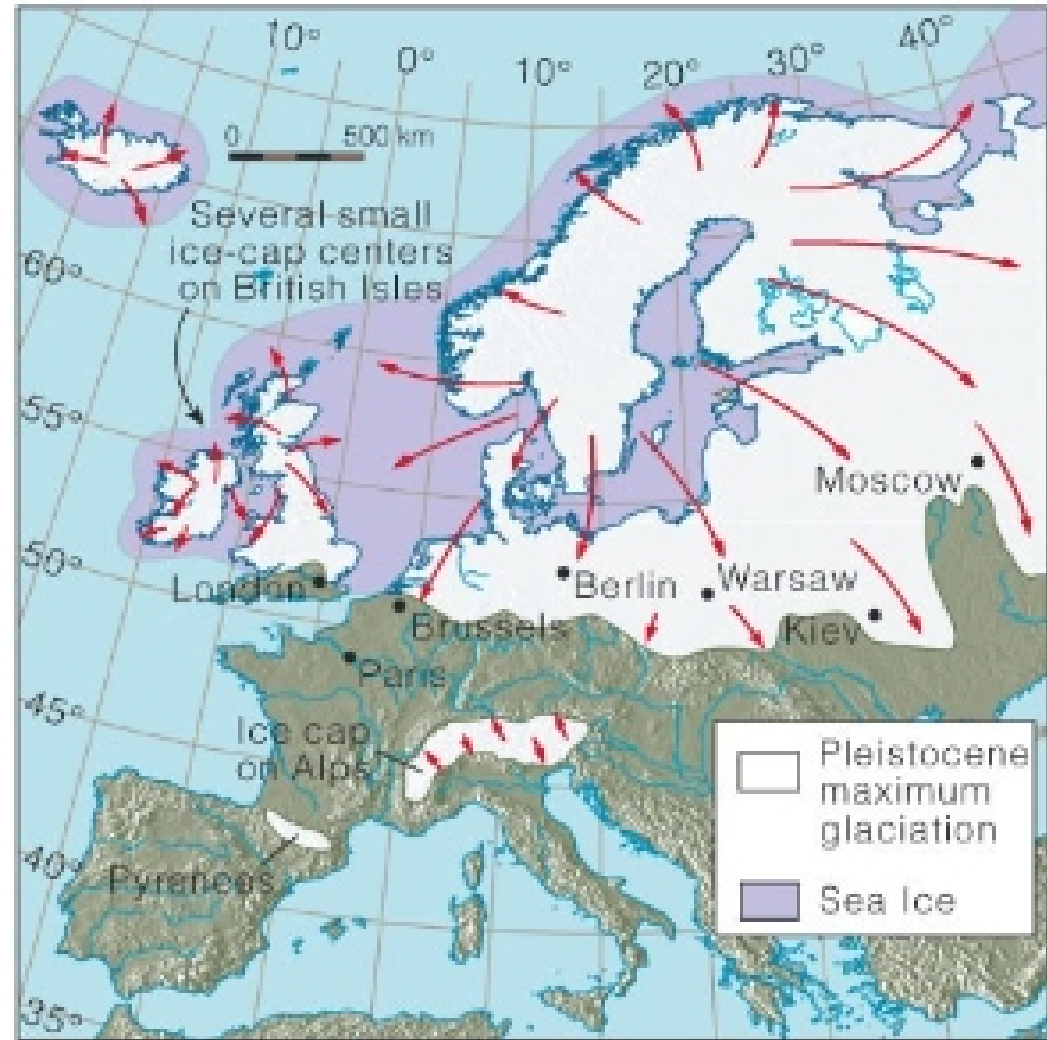 10°
0°
10°
20°
30°
40°
0 500 km
Several small
ice-cap centers
on British Isles
60°
55°
50°
45°
40°
35°
Moscow
London
Berlin
Warsaw
Brussels
Kiev
Paris
Ice cap
on Alps
Pyrenees
Pleistocene
maximum
glaciation
Sea Ice